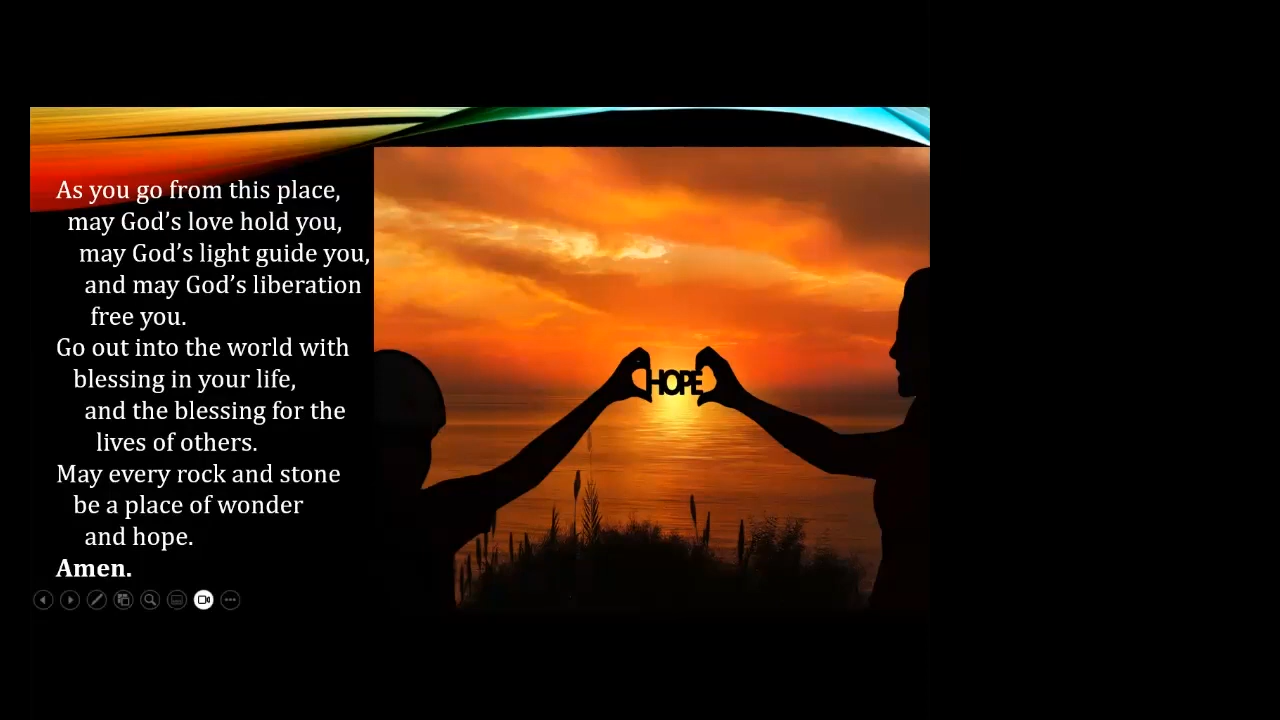 As you go from this place,
may God’s love hold you,
may God’s light guide you,
and may God’s liberation
free you.
Go out into the world with
blessing in your life,
and the blessing for the
lives of others.
May every rock and stone
be a place of wonder
and hope.
Amen.
HOPE